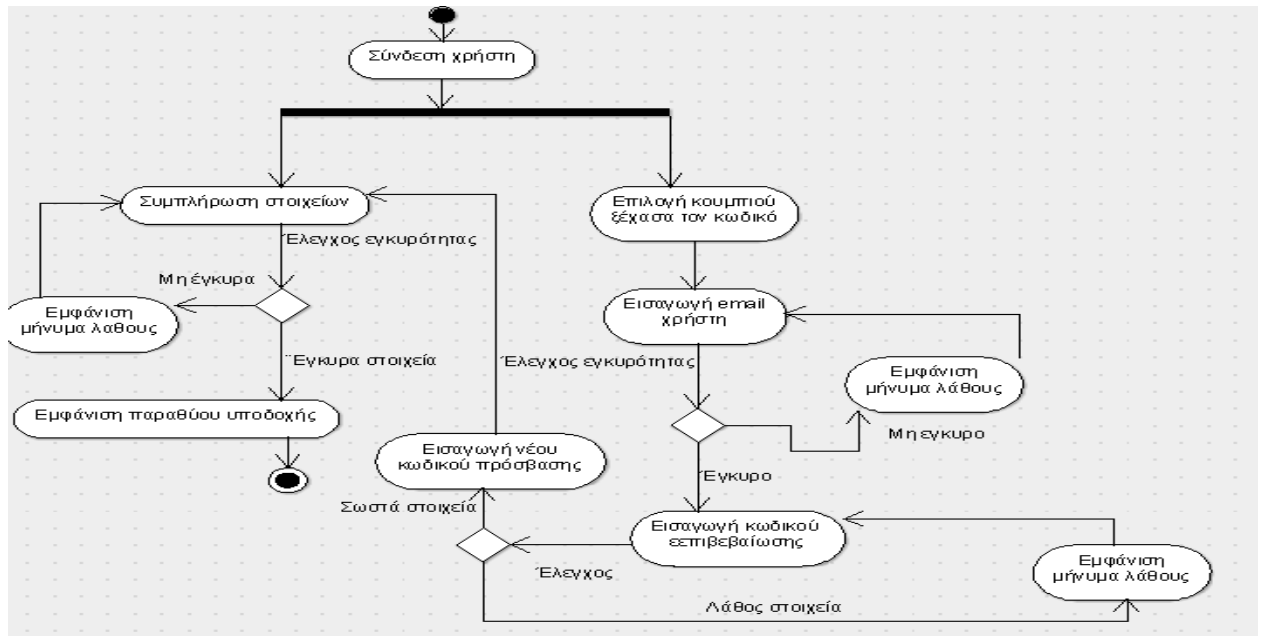 Σύνδεση χρήστη
Συμπλήρωση στοιχείων
Επιλογή κουμπιού
ξέχασα τον κωδικό
Έλεγχος εγκυρότητας
Μη έγκυρα
Εμφάνιση
μήνυμα λαθους
Εισαγωγή email
χρήστη
Έγκυρα στοιχεία
Έλεγχος εγκυρότητας
Εμφάνιση
μήνυμα λάθους
Εμφάνιση παραθύου υποδοχής
Μη εγκυρο
Εισαγωγή νέου
κωδικού πρόσβασης
Έγκυρο
Σωστά στοιχεία
Εισαγωγή κωδικού
εεπιβεβαίωσης
Έλεγχος
Εμφάνιση
μήνυμα λάθους
Λάθος στοιχεία